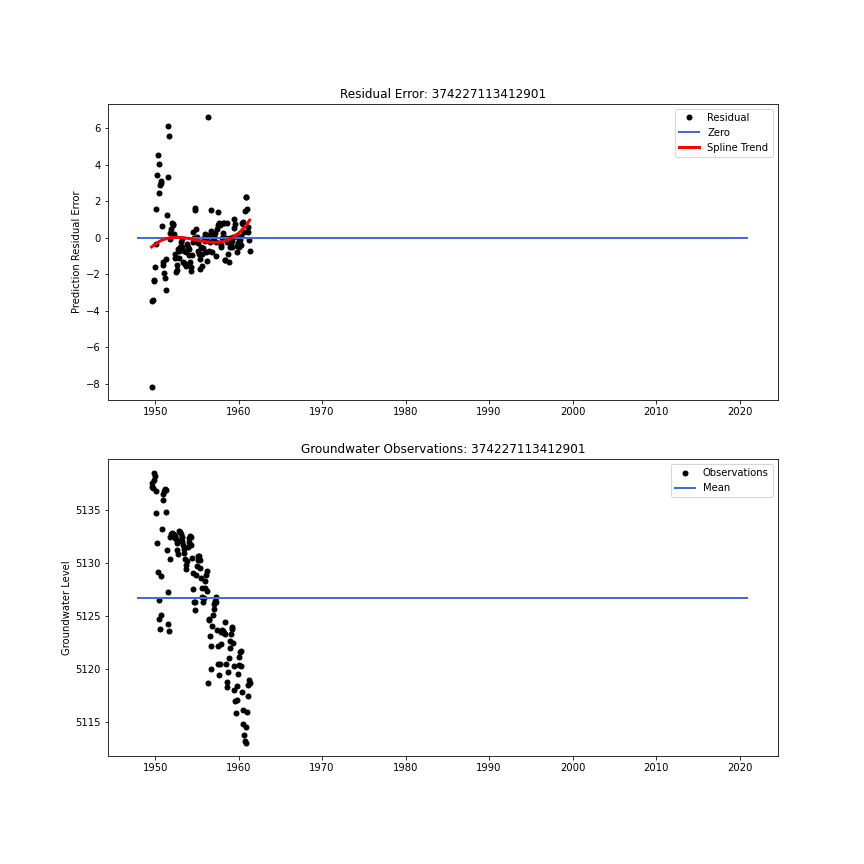 Residual Error: 374227113412901
Residual
Zero
Spline Trend
Prediction Residual Error
6
4
2
0
−2
−4
−6
−8
1950 1960 1970 1980 1990 2000 2010 2020
Groundwater Observations: 374227113412901
Observations
Mean
Groundwater Level
5135
5130
5125
5120
5115
1950 1960 1970 1980 1990 2000 2010 2020